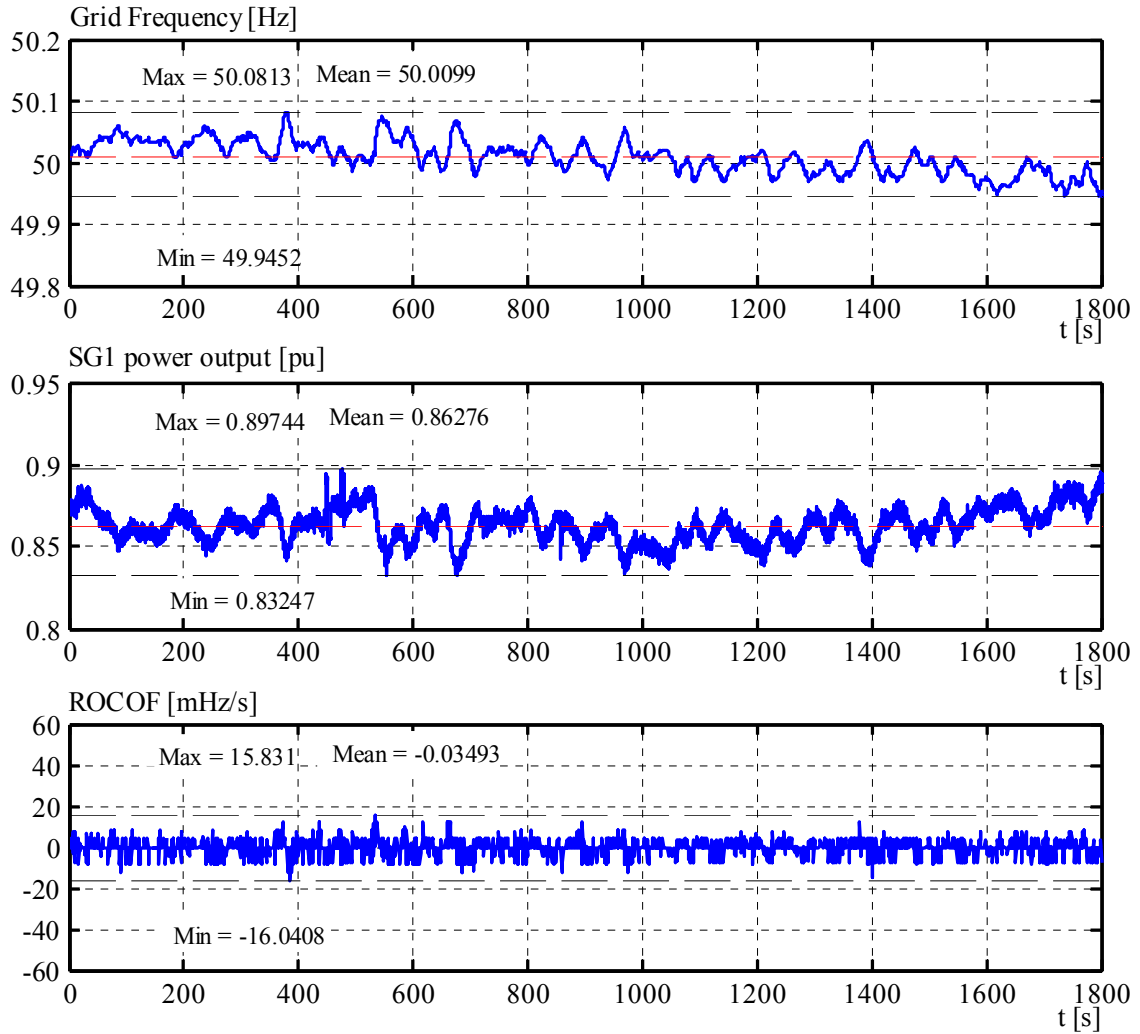 Grid Frequency [Hz]
50.2
Max = 50.0813 Mean = 50.0099
50.1
50
49.9
Min = 49.9452
49.8
0 200 400 600 800 1000 1200 1400 1600 1800
t [s]
SG1 power output [pu]
0.95
Max = 0.89744 Mean = 0.86276
0.9
0.85
Min = 0.83247
0.8
0 200 400 600 800 1000 1200 1400 1600 1800
t [s]
ROCOF [mHz/s]
60
Max = 15.831 Mean = -0.03493
40
20
0
-20
-40
Min = -16.0408
-60
0 200 400 600 800 1000 1200 1400 1600 1800
t [s]